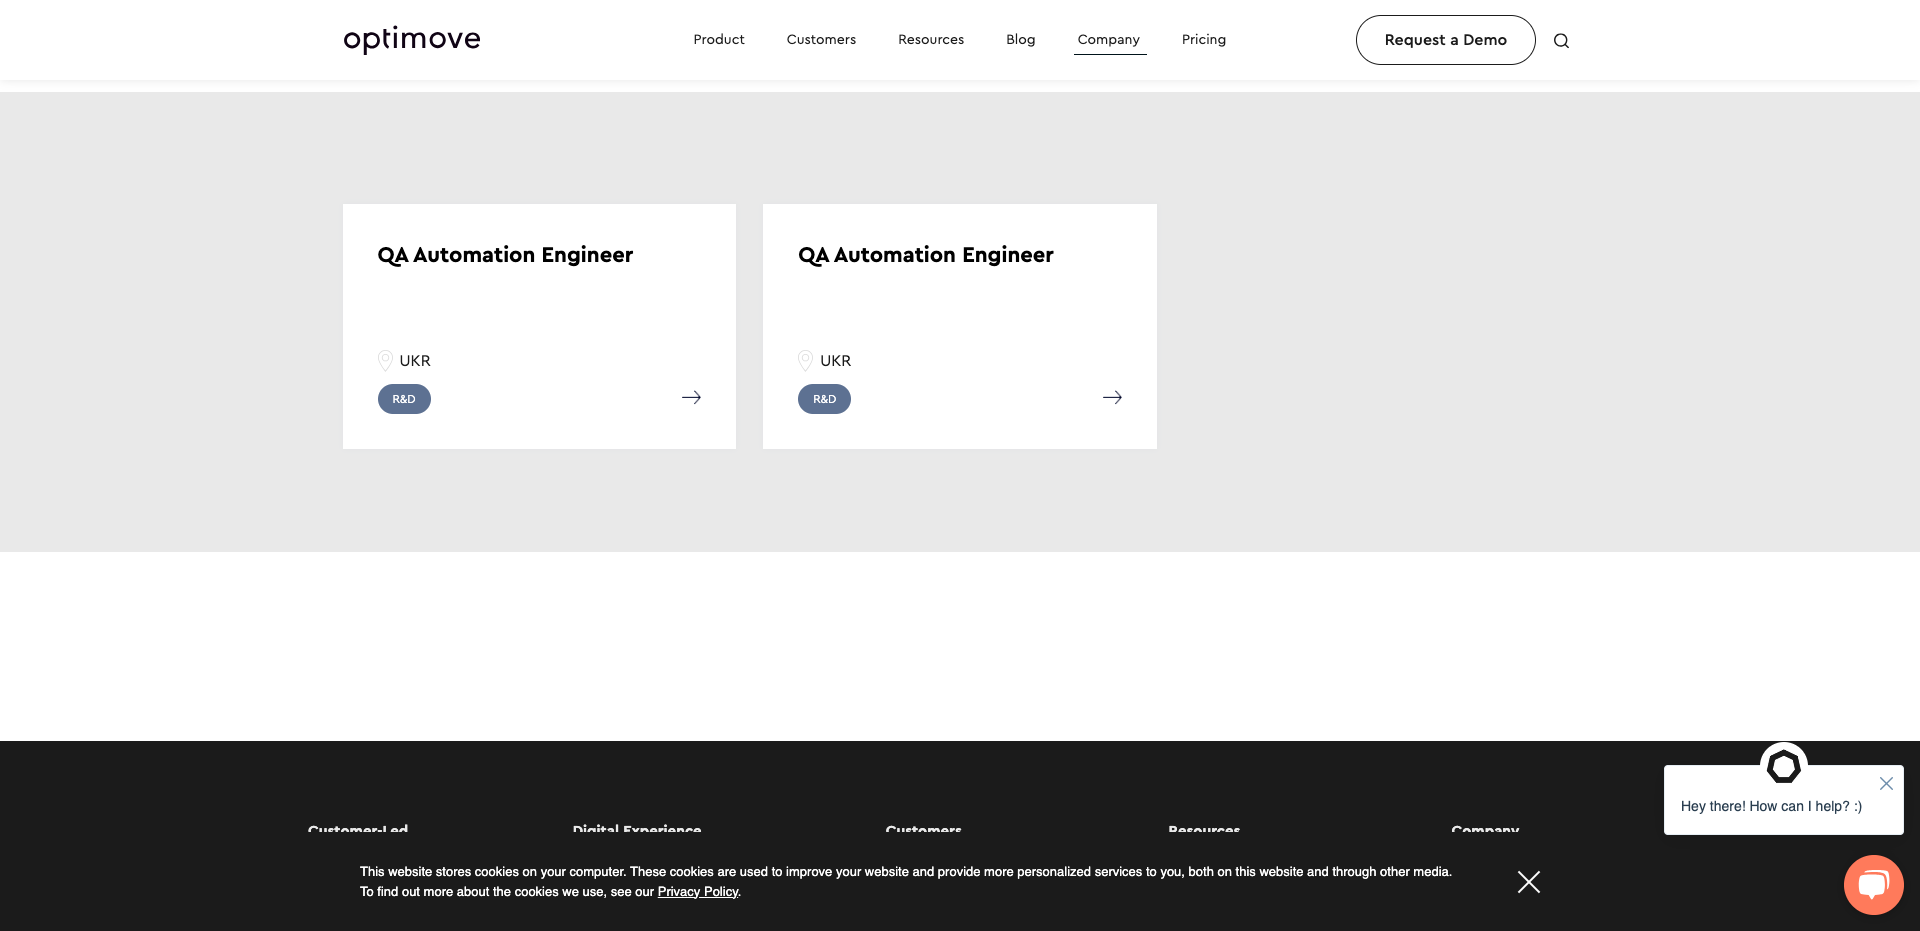 optimove
Product
Customers
Resources
Blog
Company
Pricing
Request a Demo
QA Automation Engineer
UKR
R&D
QA Automation Engineer
UKR
R&D
Customer-Led
Digital Experience
Customers
Resources
Company
Hey there! How can I help? :)
This website stores cookies on your computer. These cookies are used to improve your website and provide more personalized services to you, both on this website and through other media.
To find out more about the cookies we use, see our Privacy Policy.